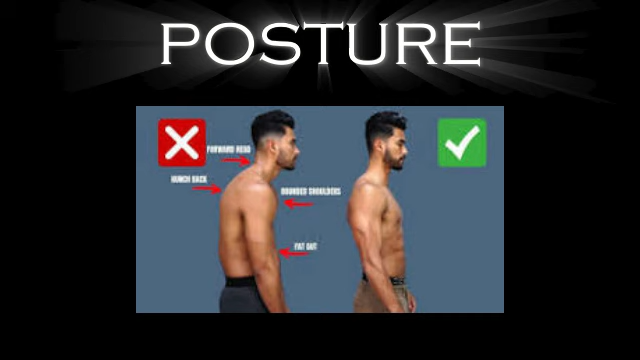 POSTURE
FORWARD HEAD
HUNCH BACK
ROUNDED SHOULDERS
FAT GUT